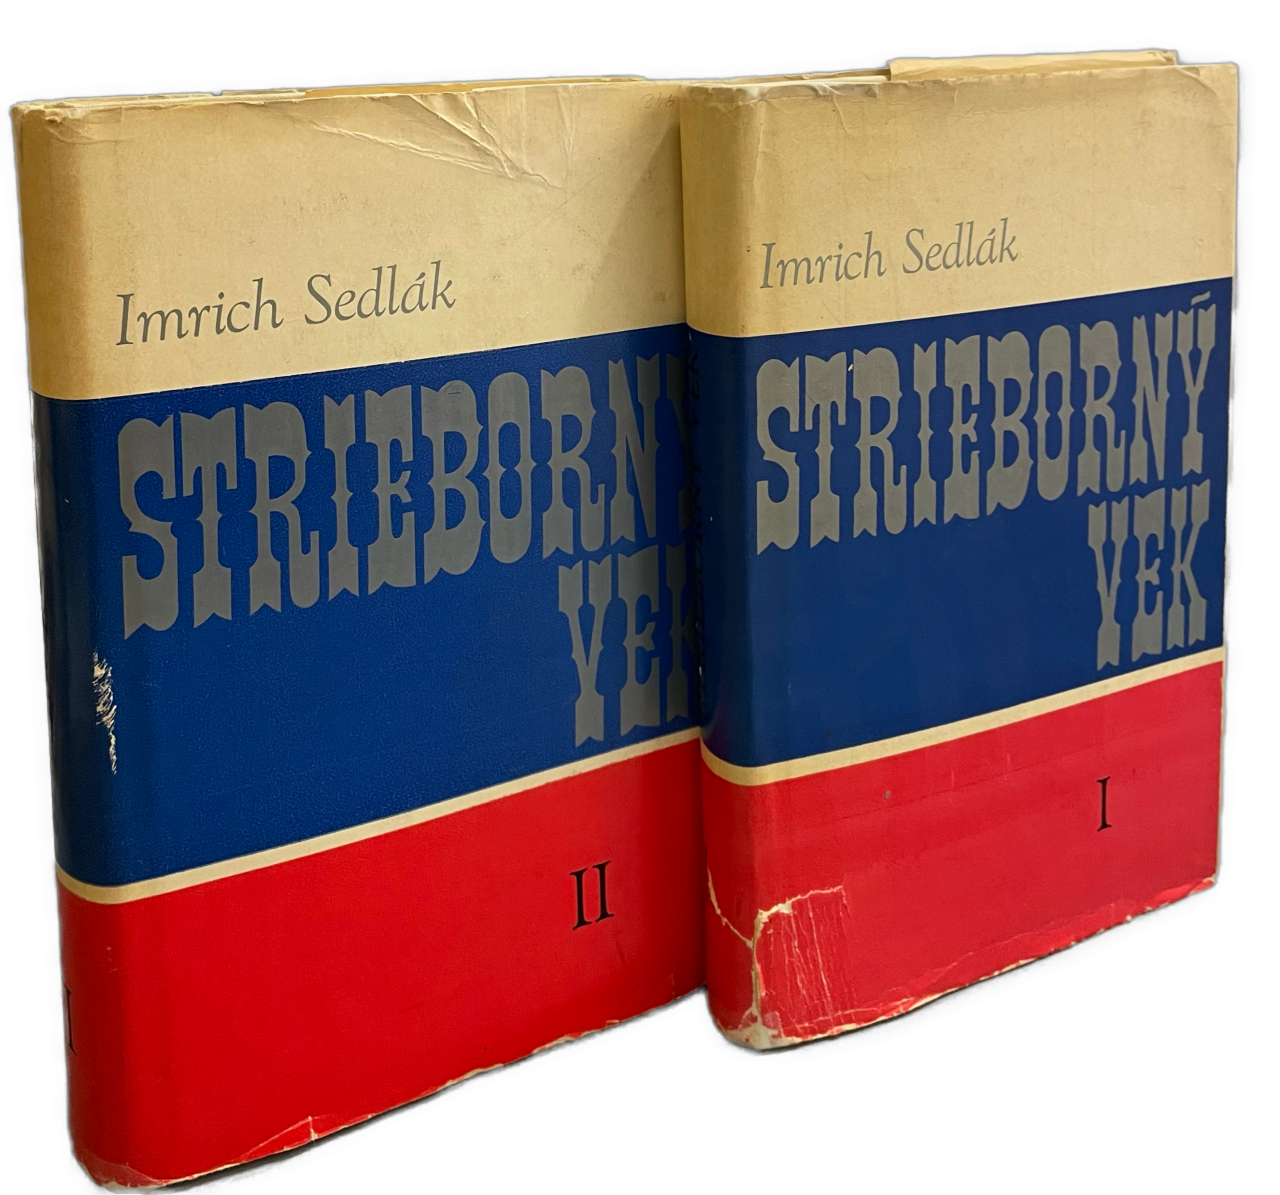 Imrich Sedlák
STRIEBORNÝ
VEK
II
Imrich Sedlák
STRIEBORNÝ
VEK
I